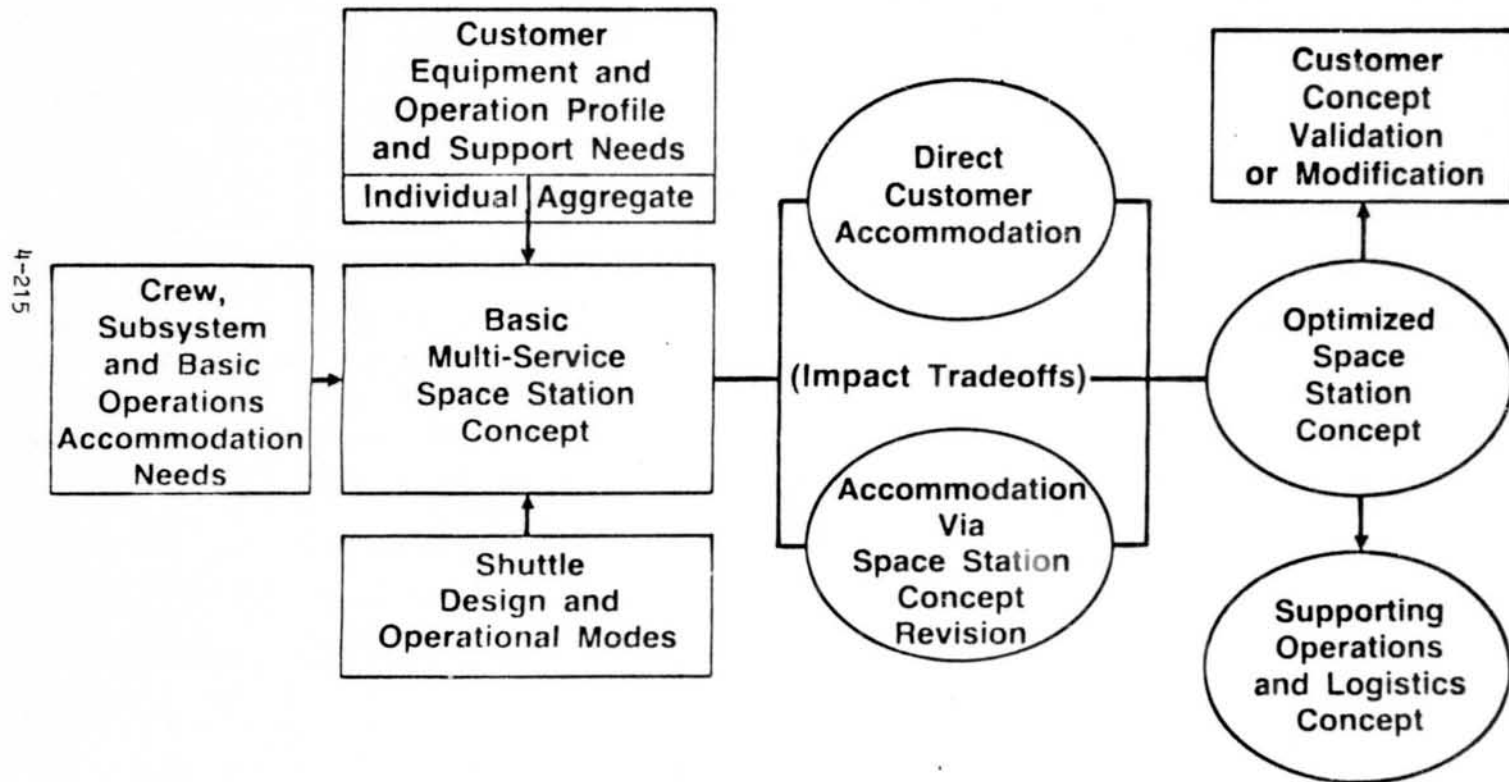 4-215
Customer
Equipment and
Operation Profile
and Support Needs
Individual Aggregate
Crew,
Subsystem
and Basic
Operations
Accommodation
Needs
Basic
Multi-Service
Space Station
Concept
Shuttle
Design and
Operational Modes
Direct
Customer
Accommodation
(Impact Tradeoffs)
Accommodation
Via
Space Station
Concept
Revision
Customer
Concept
Validation
or Modification
Optimized
Space
Station
Concept
Supporting
Operations
and Logistics
Concept